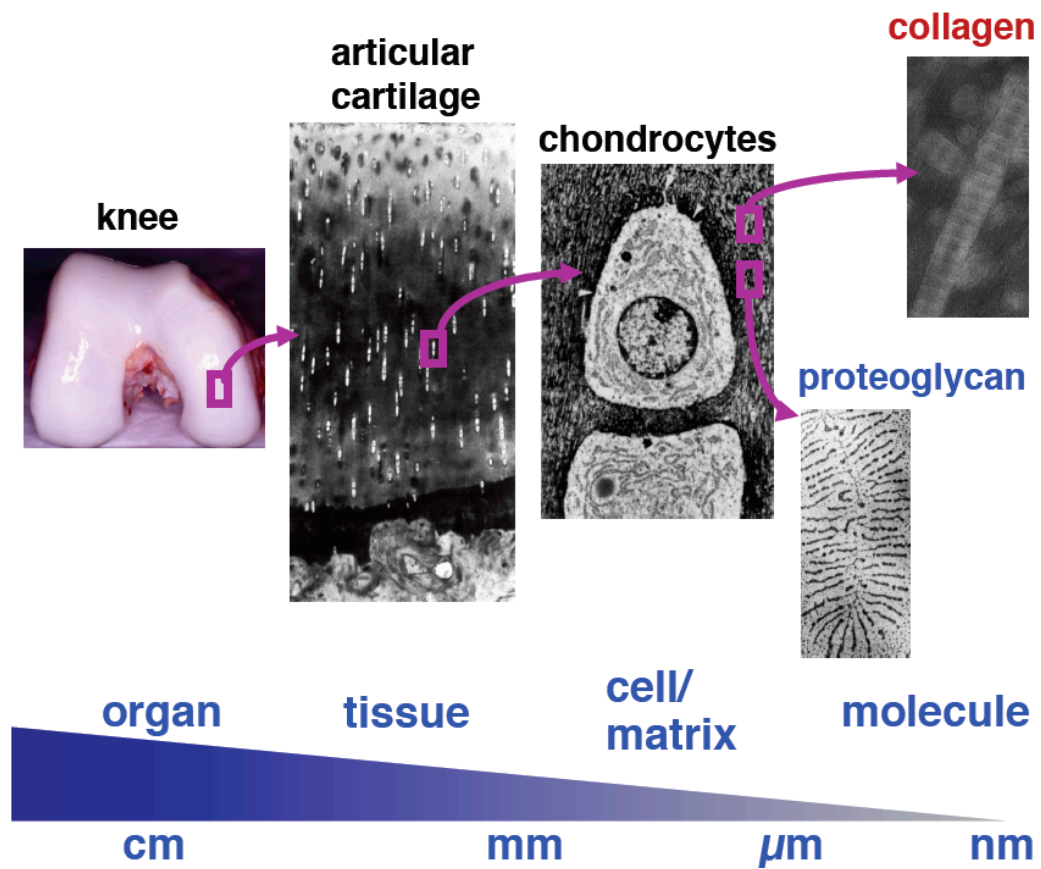 collagen
articular
cartilage
chondrocytes
knee
proteoglycan
organ
tissue
cell/
matrix
molecule
cm
mm
µm
nm